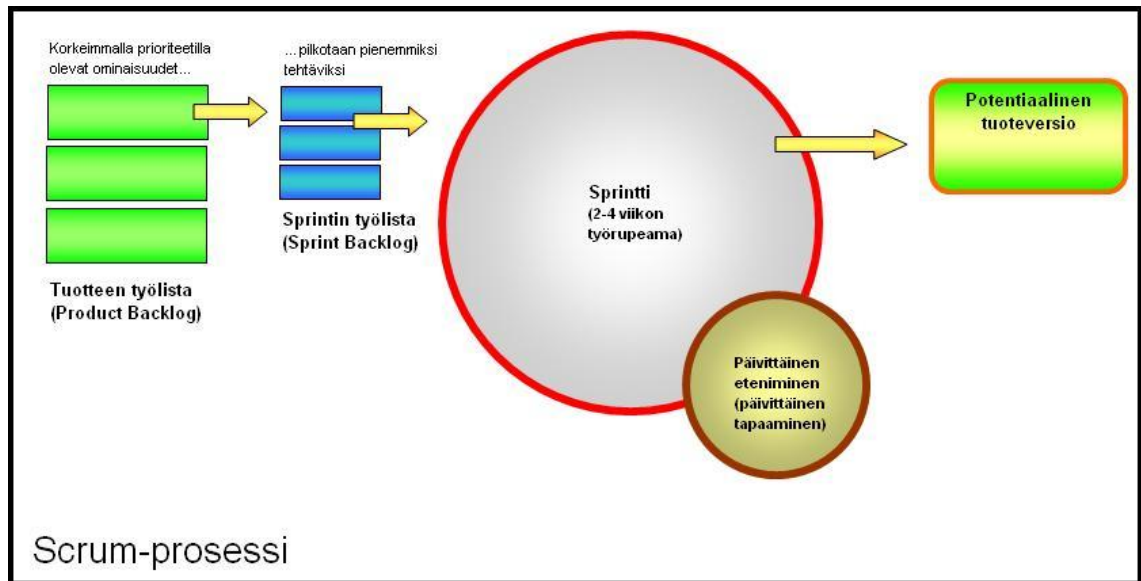 Korkeimmalla prioriteetilla
olevat ominaisuudet...
... pilkotaan pienemmiksi
tehtäviksi
Tuotteen työlista
(Product Backlog)
Sprintin työlista
(Sprint Backlog)
Sprintti
(2-4 viikon
työrupeama)
Päivittäinen
eteniminen
(päivittäinen
tapaaminen)
Potentiaalinen
tuoteversio
Scrum-prosessi